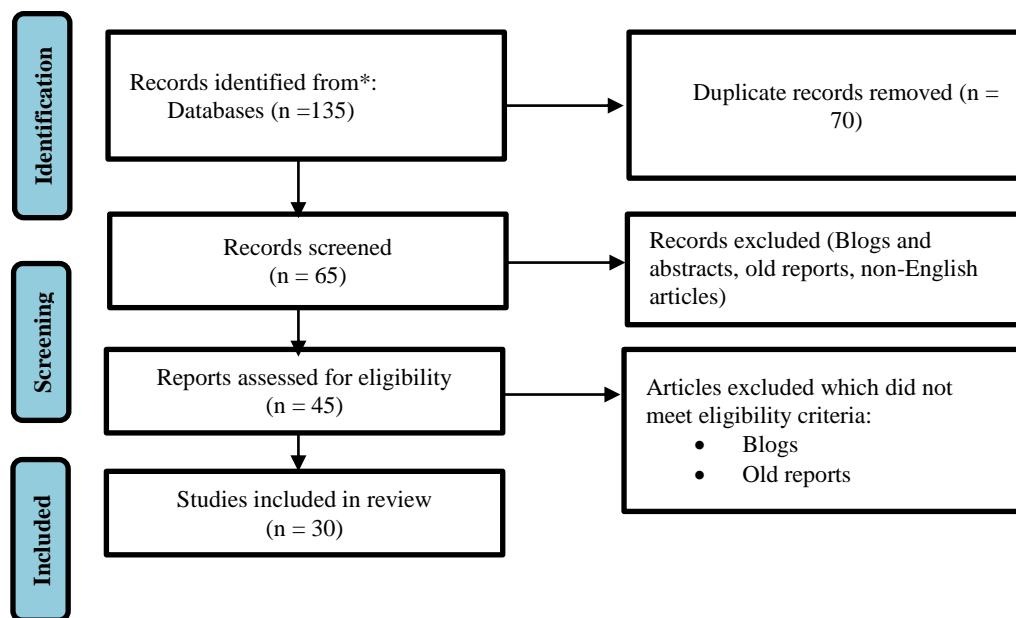 Identification
Records identified from*:
Databases (n =135)
Duplicate records removed (n =
70)
Screening
Records screened
(n = 65)
Records excluded (Blogs and
abstracts, old reports, non-English
articles)
Reports assessed for eligibility
(n = 45)
Articles excluded which did not
meet eligibility criteria:
• Blogs
• Old reports
Included
Studies included in review
(n = 30)